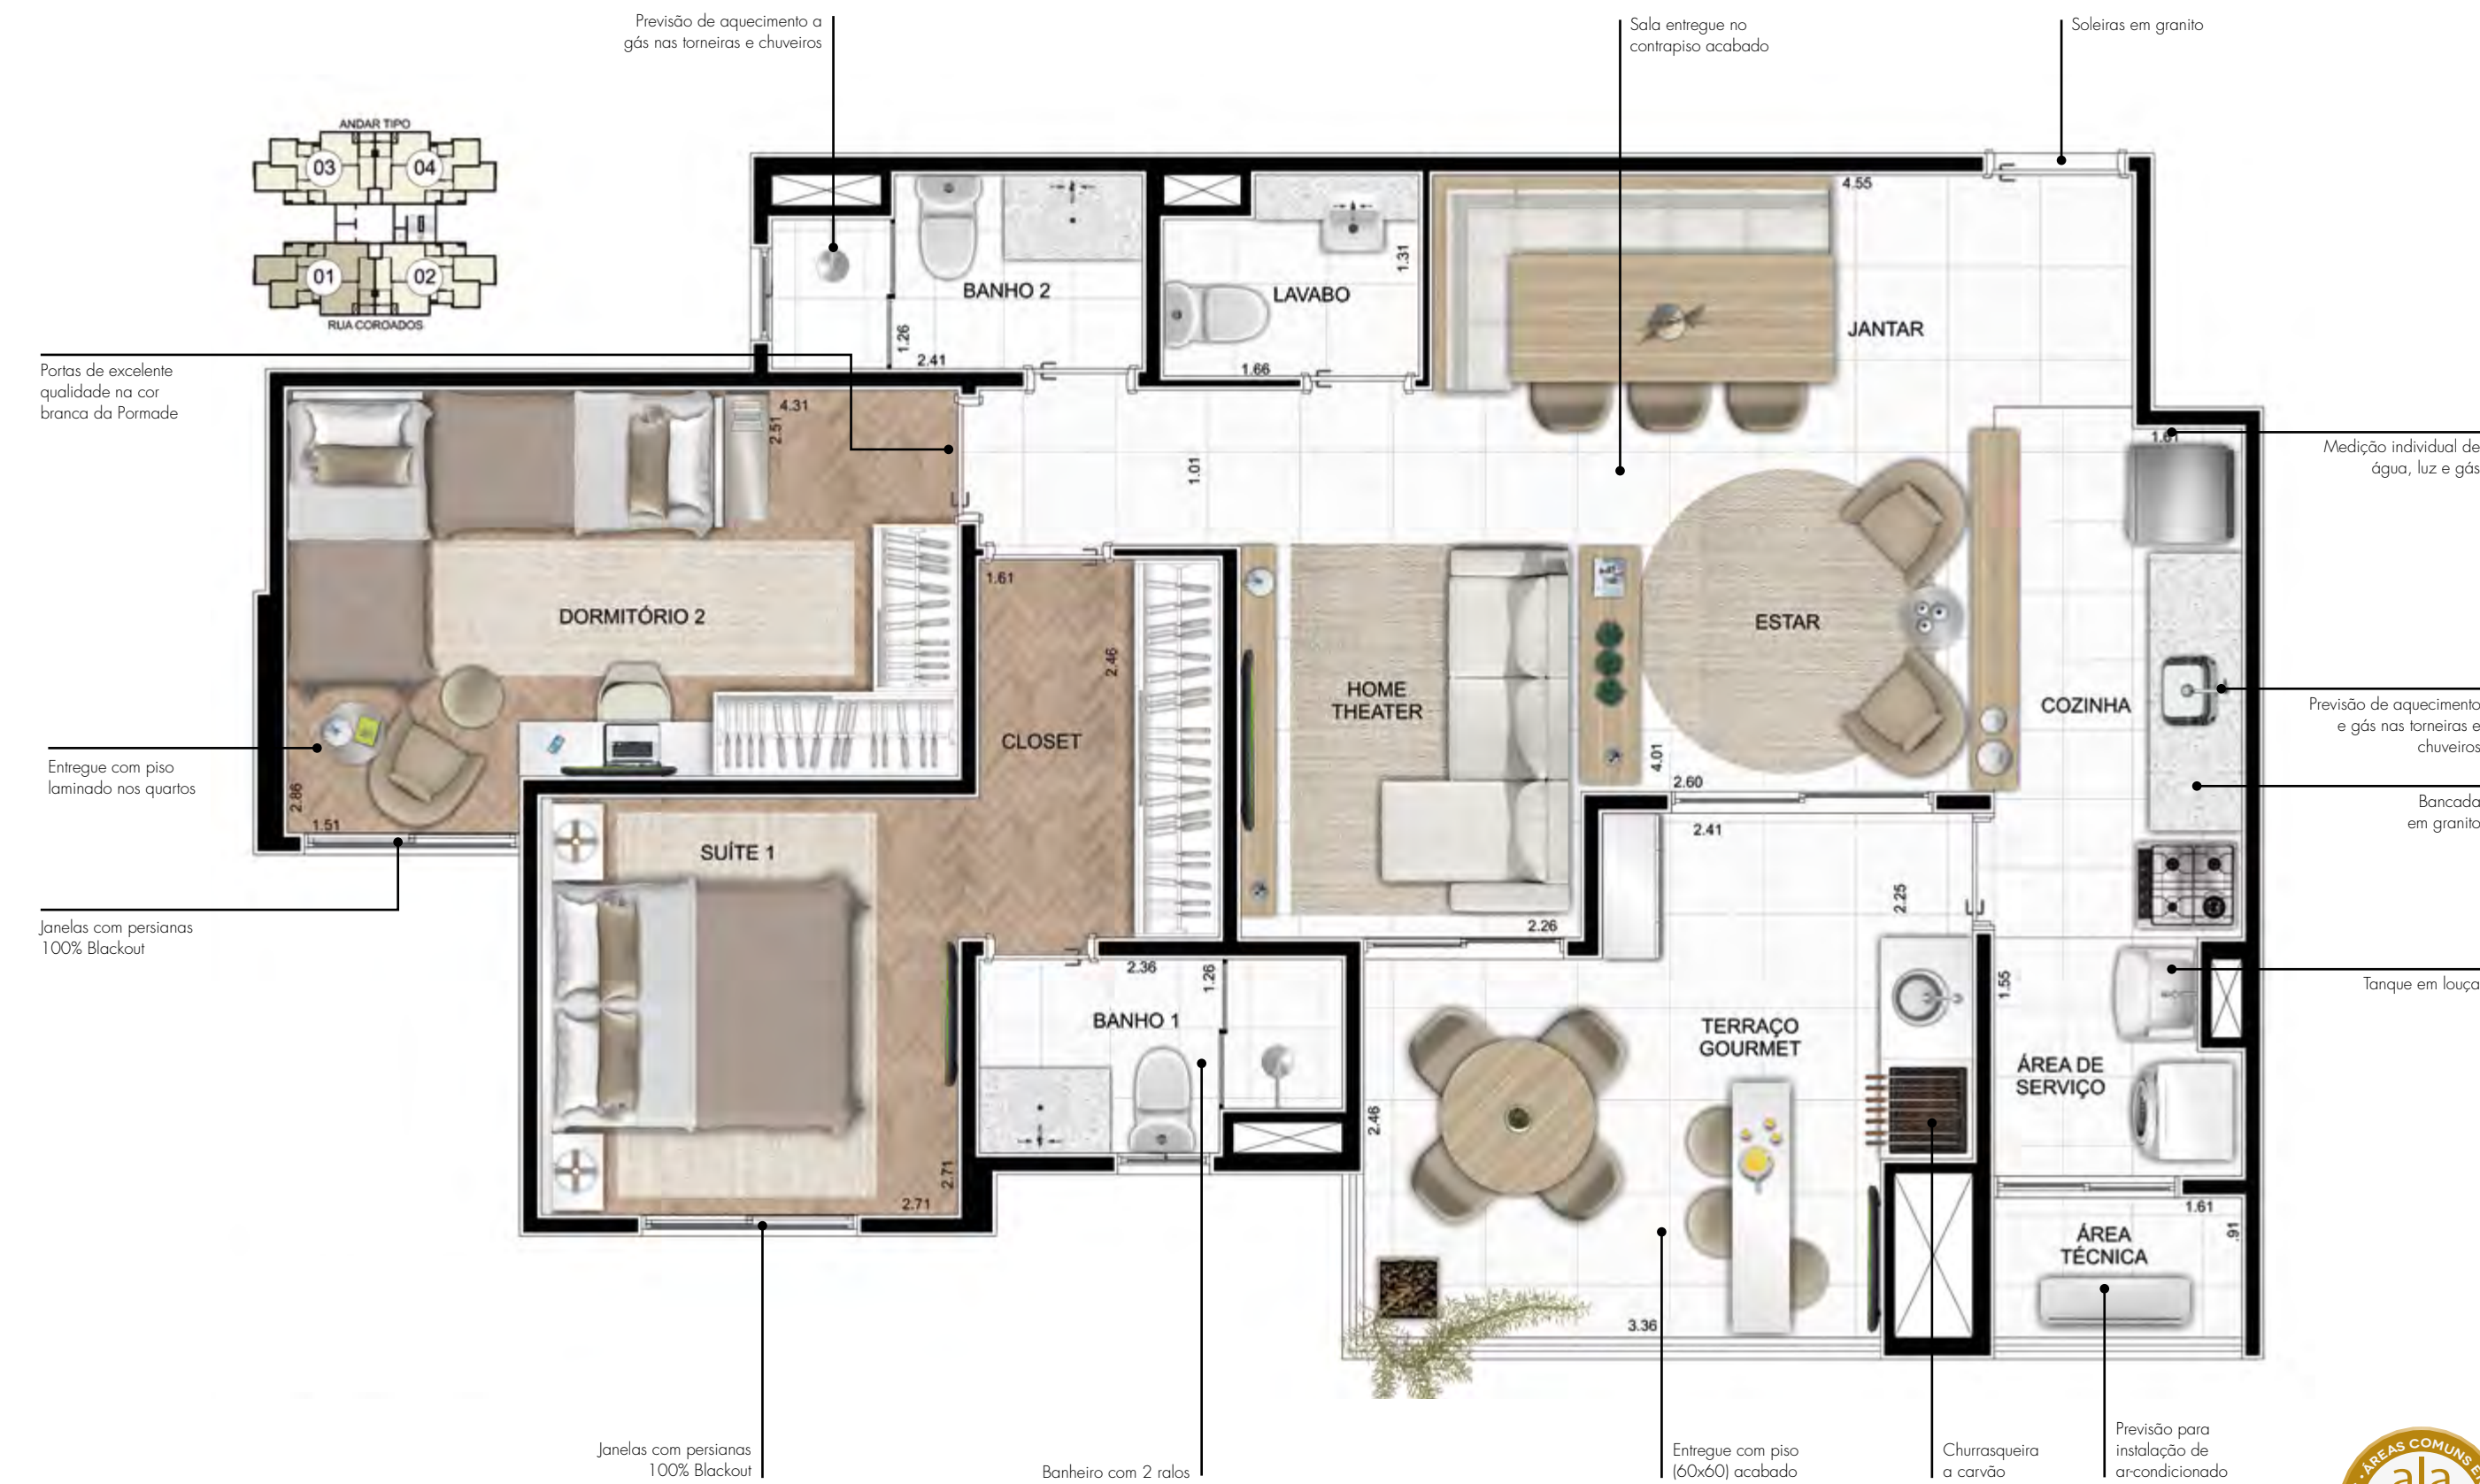 Previsão de aquecimento a
gás nas torneiras e chuveiros
Sala entregue no
contrapiso acabado
Soleiras em granito
ANDAR TIPO
03
04
01
02
RUA COROADOS
4.55
BANHO 2
1.26
2.41
LAVABO
1.31
1.66
JANTAR
Portas de excelente
qualidade na cor
branca da Pormade
4.31
2.51
1.01
1.61
Medição individual de
água, luz e gás
DORMITÓRIO 2
1.61
2.46
CLOSET
HOME
THEATER
ESTAR
COZINHA
Previsão de aquecimento
e gás nas torneiras e
chuveiros
4.01
2.60
Entregue com piso
laminado nos quartos
2.86
1.51
Bancada
em granito
SUÍTE 1
2.41
2.25
2.26
Janelas com persianas
100% Blackout
2.36
1.26
BANHO 1
1.55
Tanque em louça
TERRAÇO
GOURMET
ÁREA DE
SERVIÇO
2.46
2.71
2.71
1.61
.91
ÁREA
TÉCNICA
3.36
Janelas com persianas
100% Blackout
Banheiro com 2 ralos
Entregue com piso
(60x60) acabado
Churrasqueira
a carvão
Previsão para
instalação de
ar-condicionado
ÁREAS COMUNS
ala